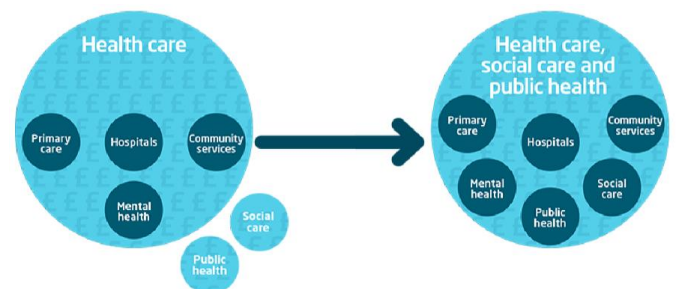 Health care
Primary
care
Hospitals
Community
services
Mental
health
Social
care
Public
health
Health care,
social care and
public health
Primary
care
Hospitals
Community
services
Mental
health
Social
care
Public
health